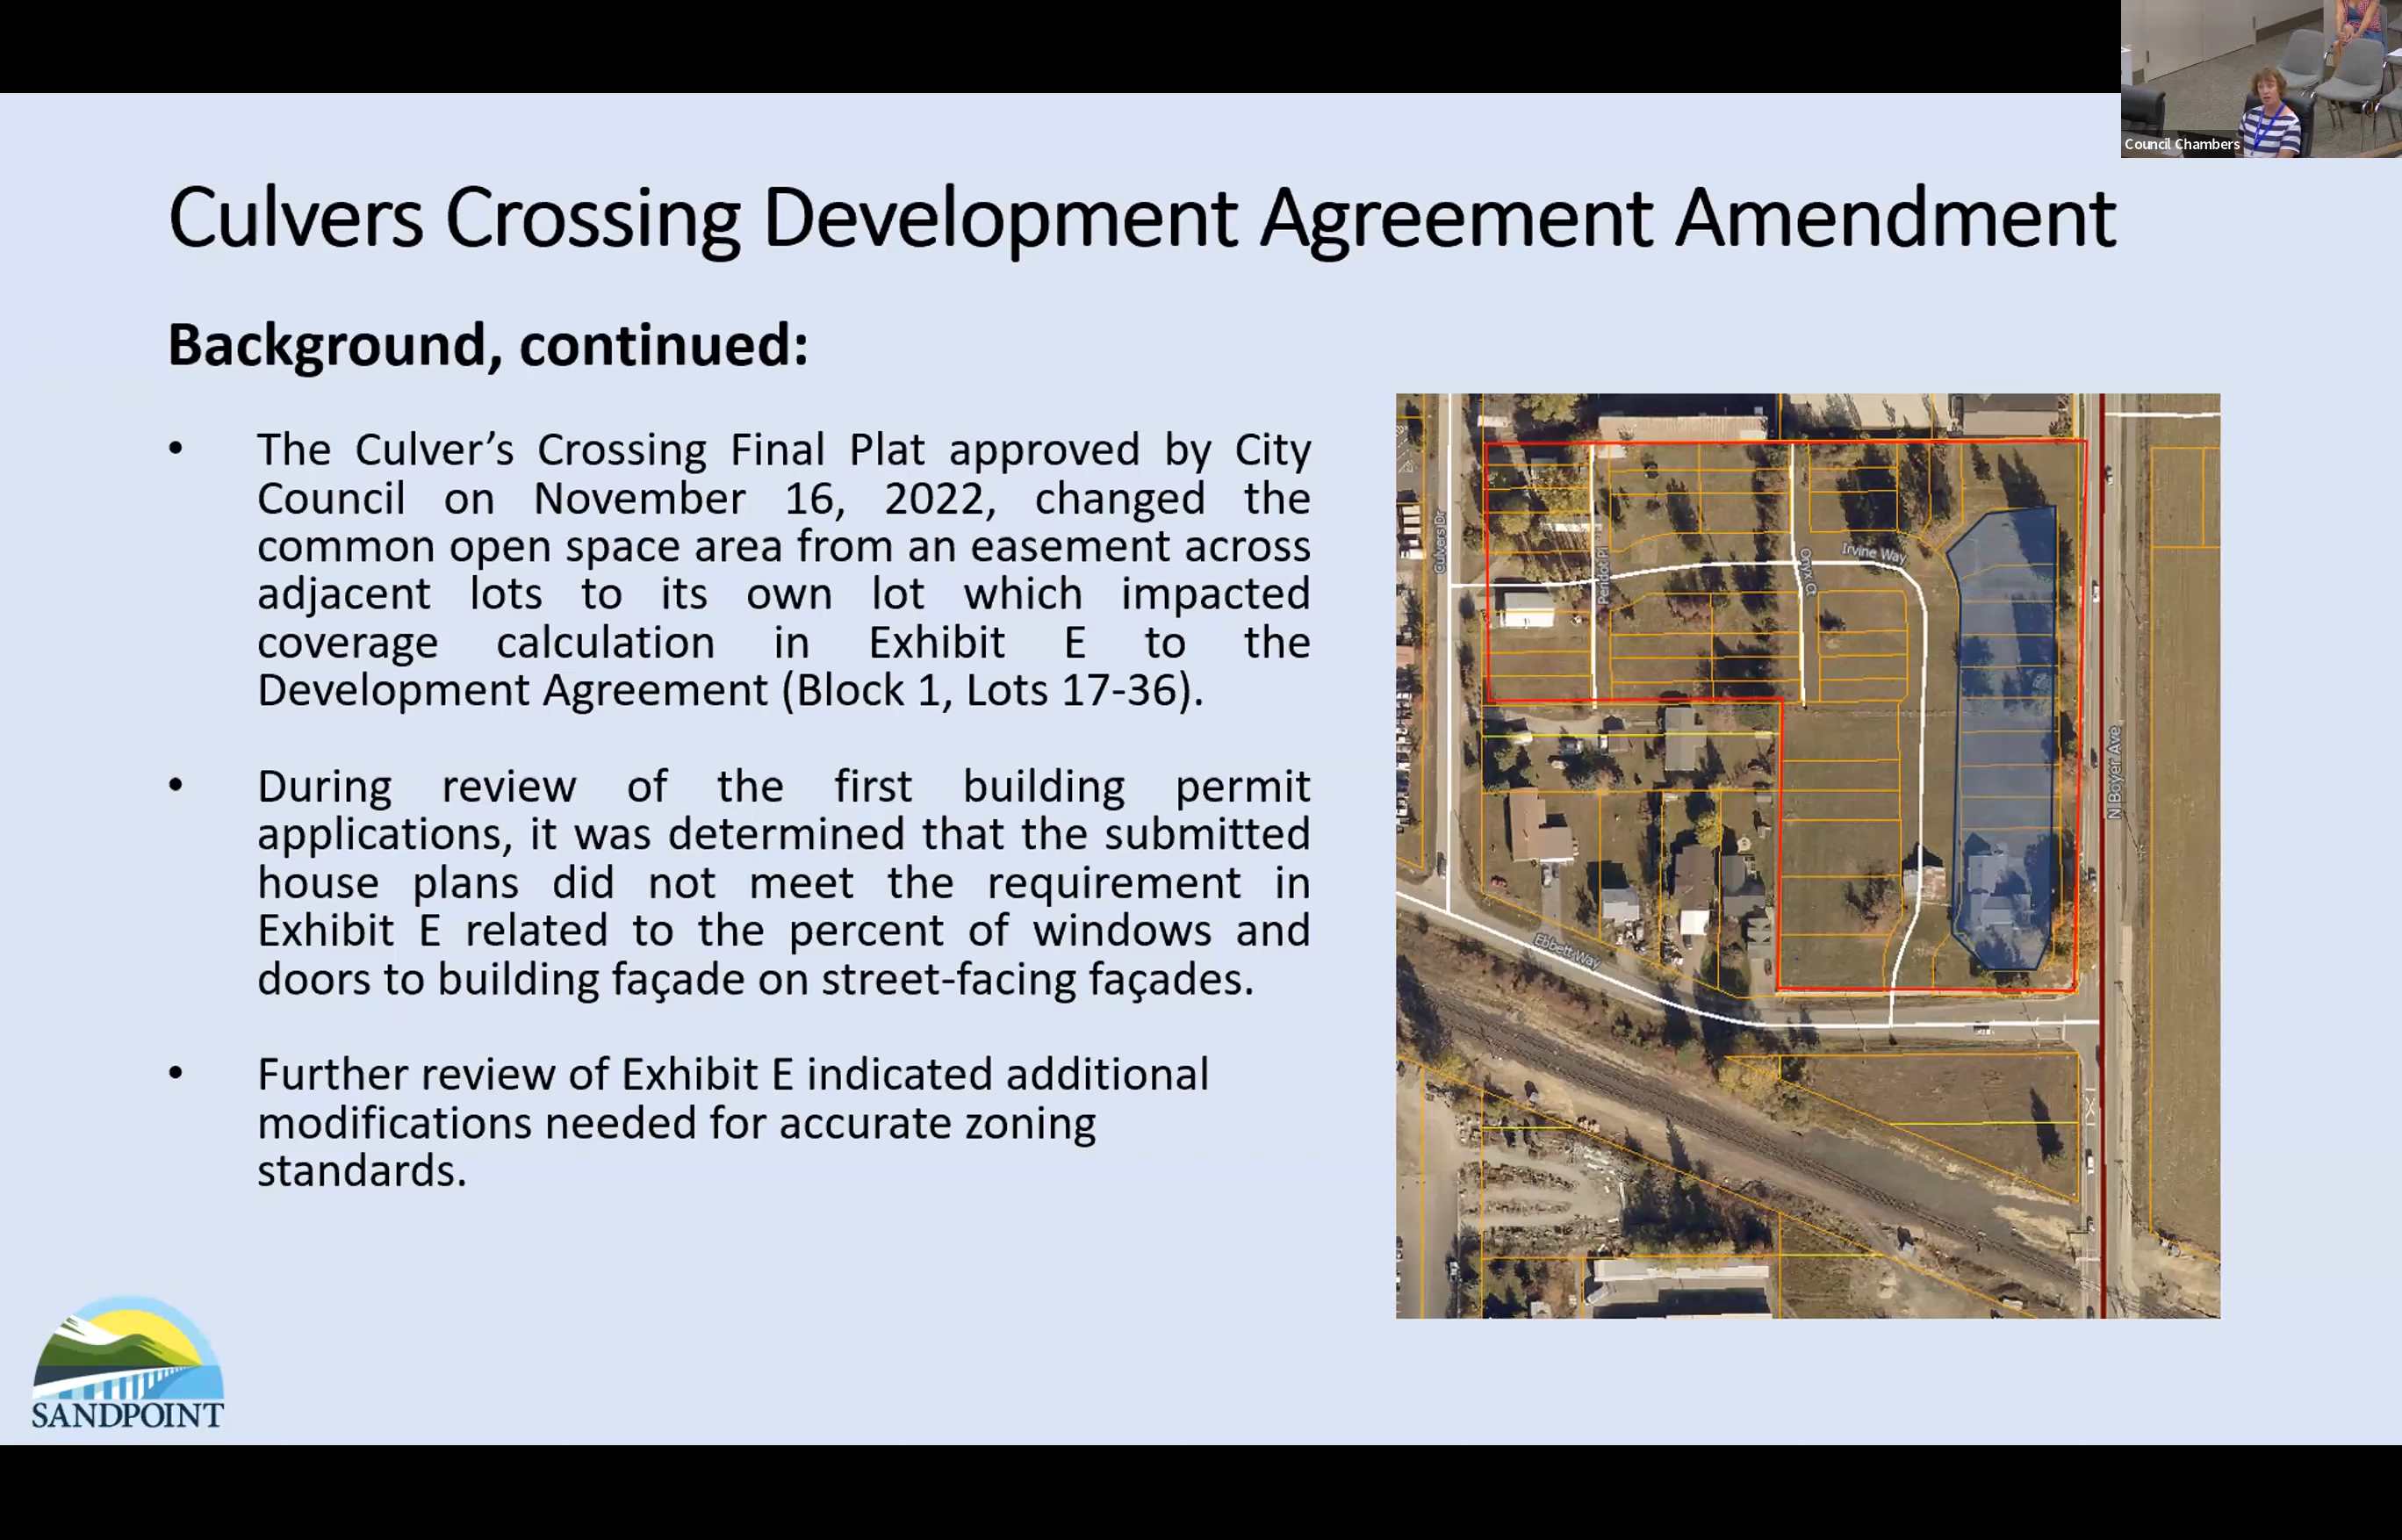 Council Chambers
Culvers Crossing Development Agreement Amendment
Background, continued:
• The Culver’s Crossing Final Plat approved by City
Council on November 16, 2022, changed the
common open space area from an easement across
adjacent lots to its own lot which impacted
coverage calculation in Exhibit E to the
Development Agreement (Block 1, Lots 17-36).
• During review of the first building permit
applications, it was determined that the submitted
house plans did not meet the requirement in
Exhibit E related to the percent of windows and
doors to building façade on street-facing façades.
• Further review of Exhibit E indicated additional
modifications needed for accurate zoning
standards.
Culvers Dr
Peridot Pl
Onyx Ct
Irvine Way
N Boyer Ave
Ebbett Way
SANDPOINT